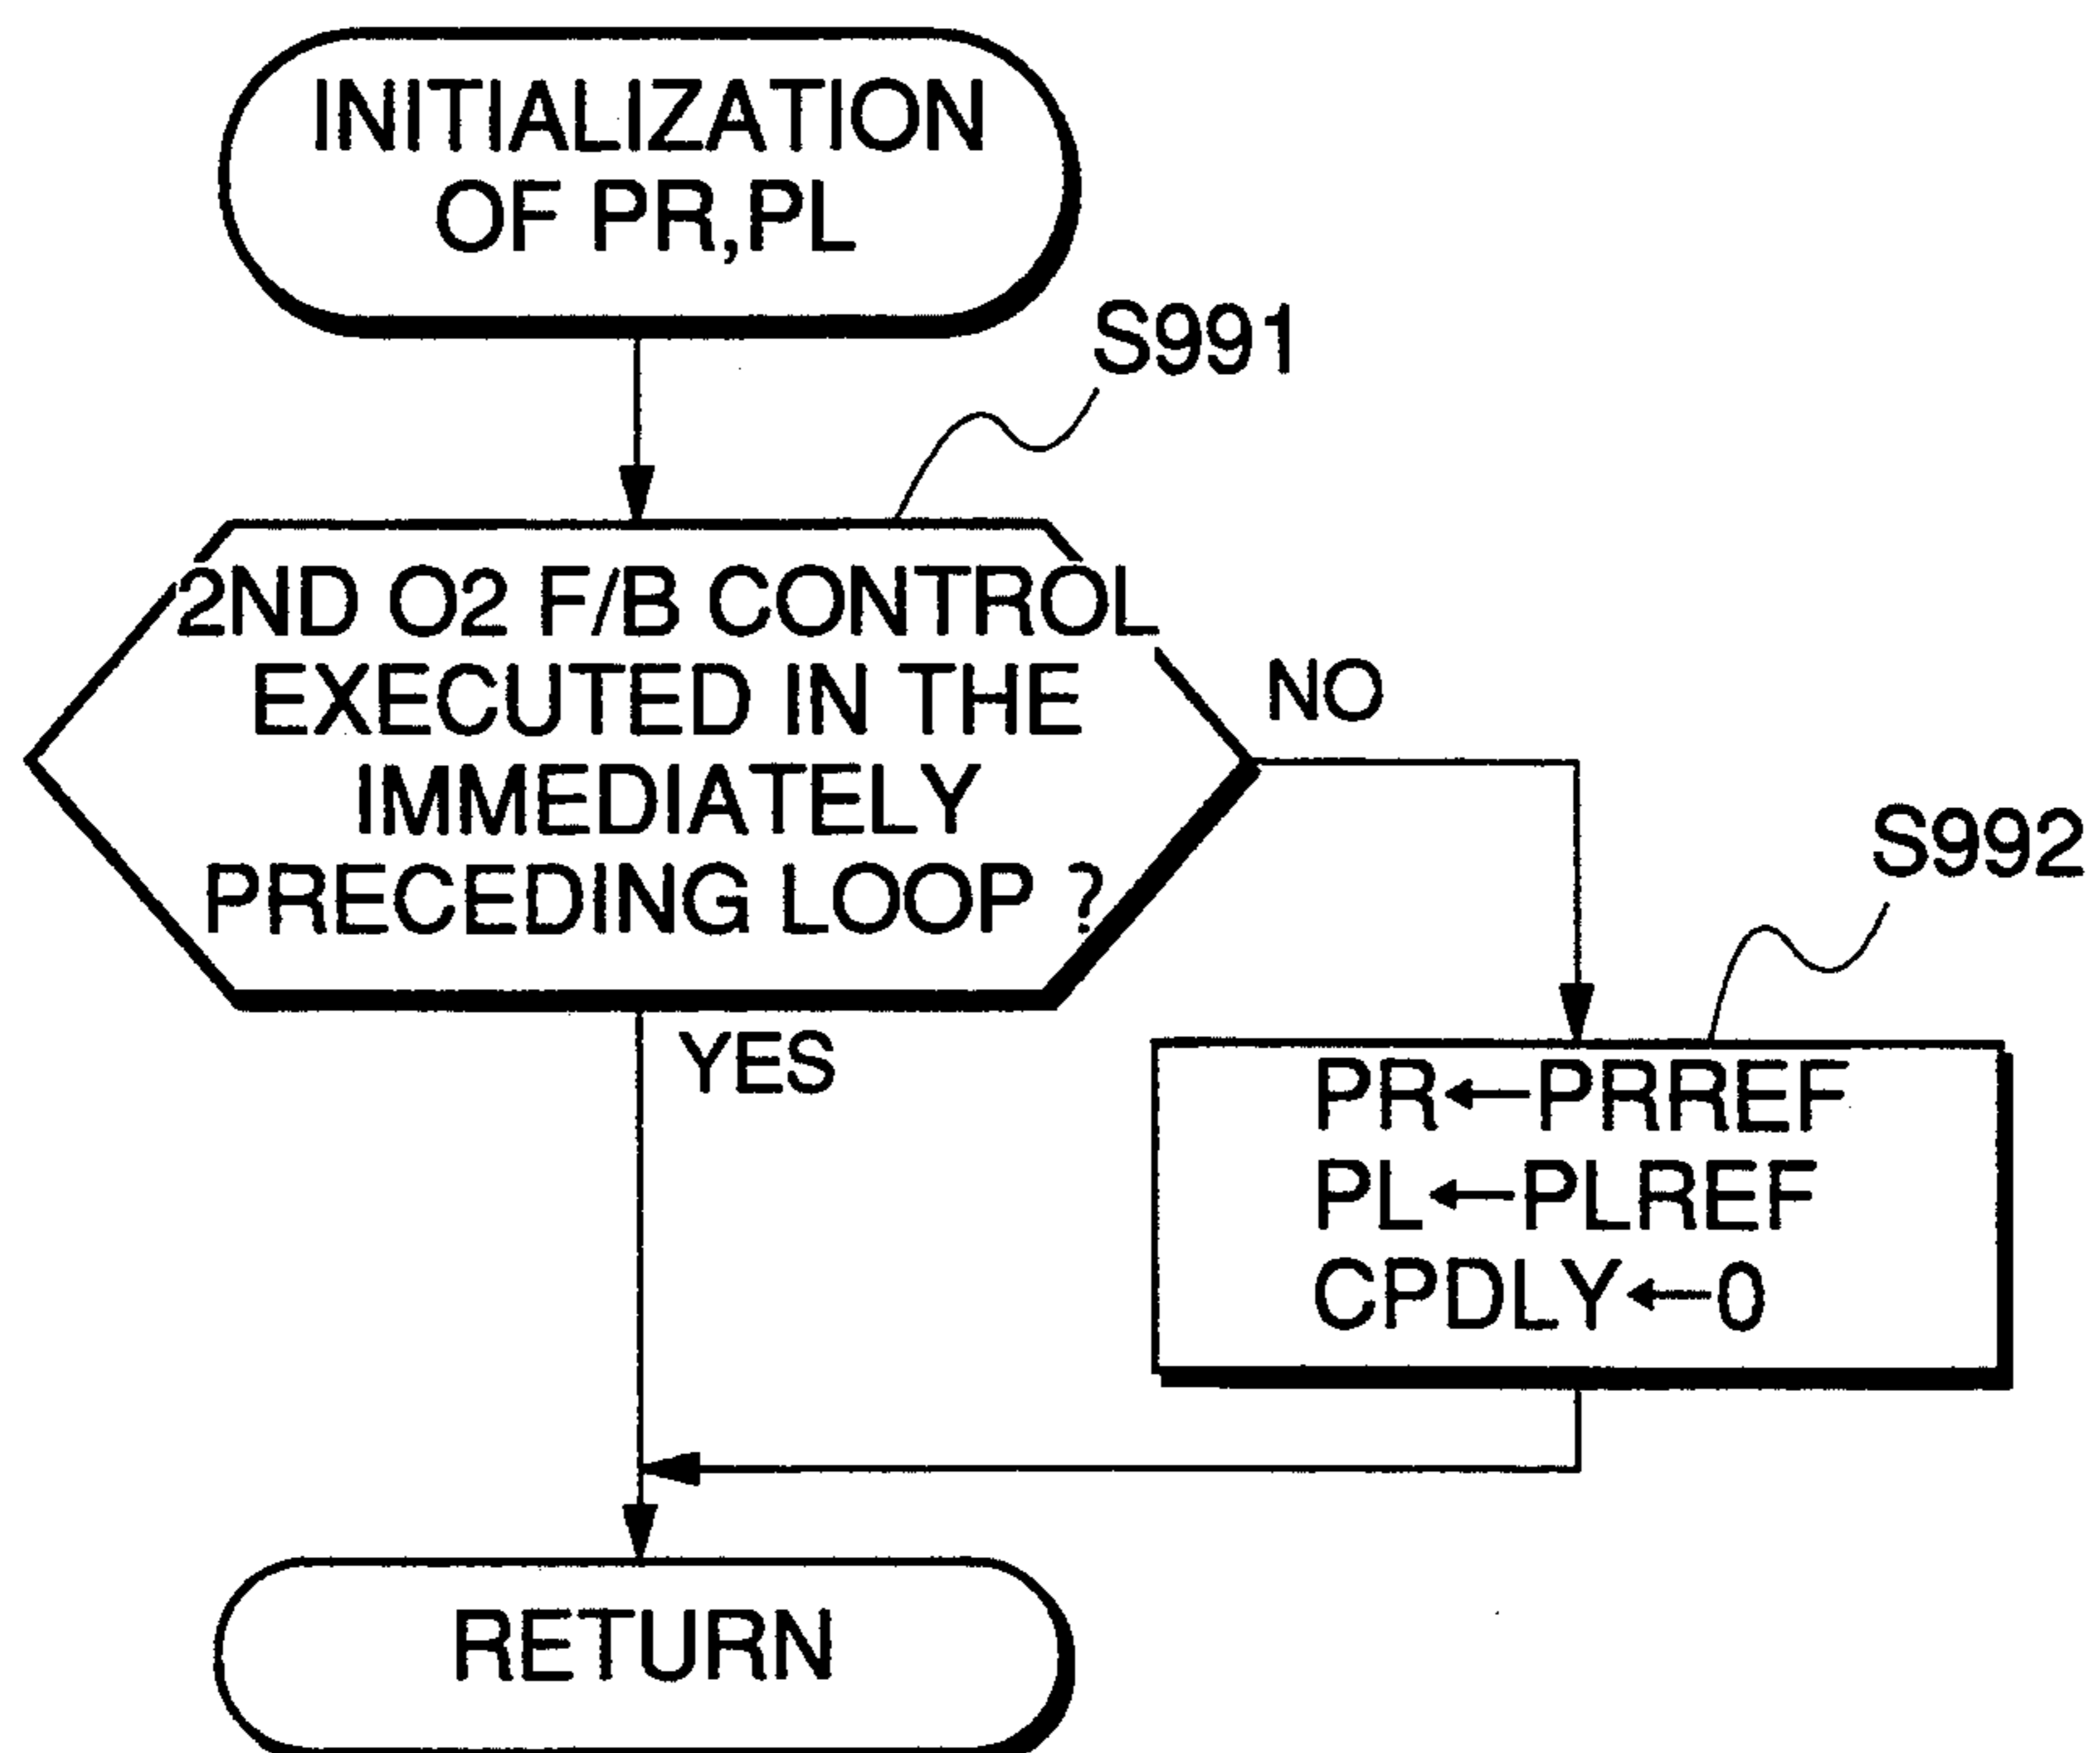 INITIALIZATION
OF PR,PL
S991
2ND O2 F/B CONTROL
EXECUTED IN THE
IMMEDIATELY
PRECEDING LOOP ?
NO
YES
S992
PR←PRREF
PL←PLREF
CPDLY←0
RETURN